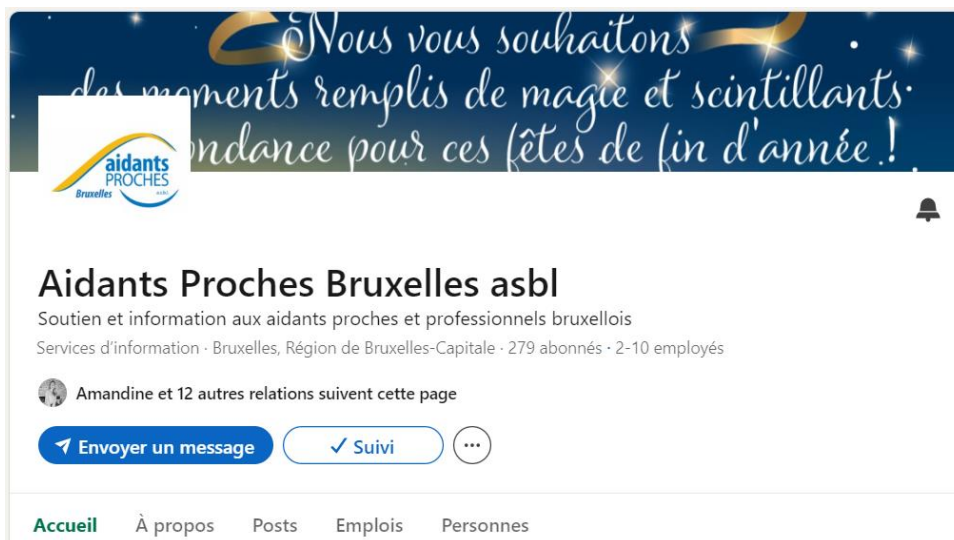 Nous vous souhaitons
des moments remplis de magie et scintillants
ndance pour ces fêtes de fin d'année !
aidants
PROCHES
Bruxelles asbl
Aidants Proches Bruxelles asbl
Soutien et information aux aidants proches et professionnels bruxellois
Services d'information · Bruxelles, Région de Bruxelles-Capitale · 279 abonnés · 2-10 employés
Amandine et 12 autres relations suivent cette page
Envoyer un message
Suivi
Accueil À propos Posts Emplois Personnes